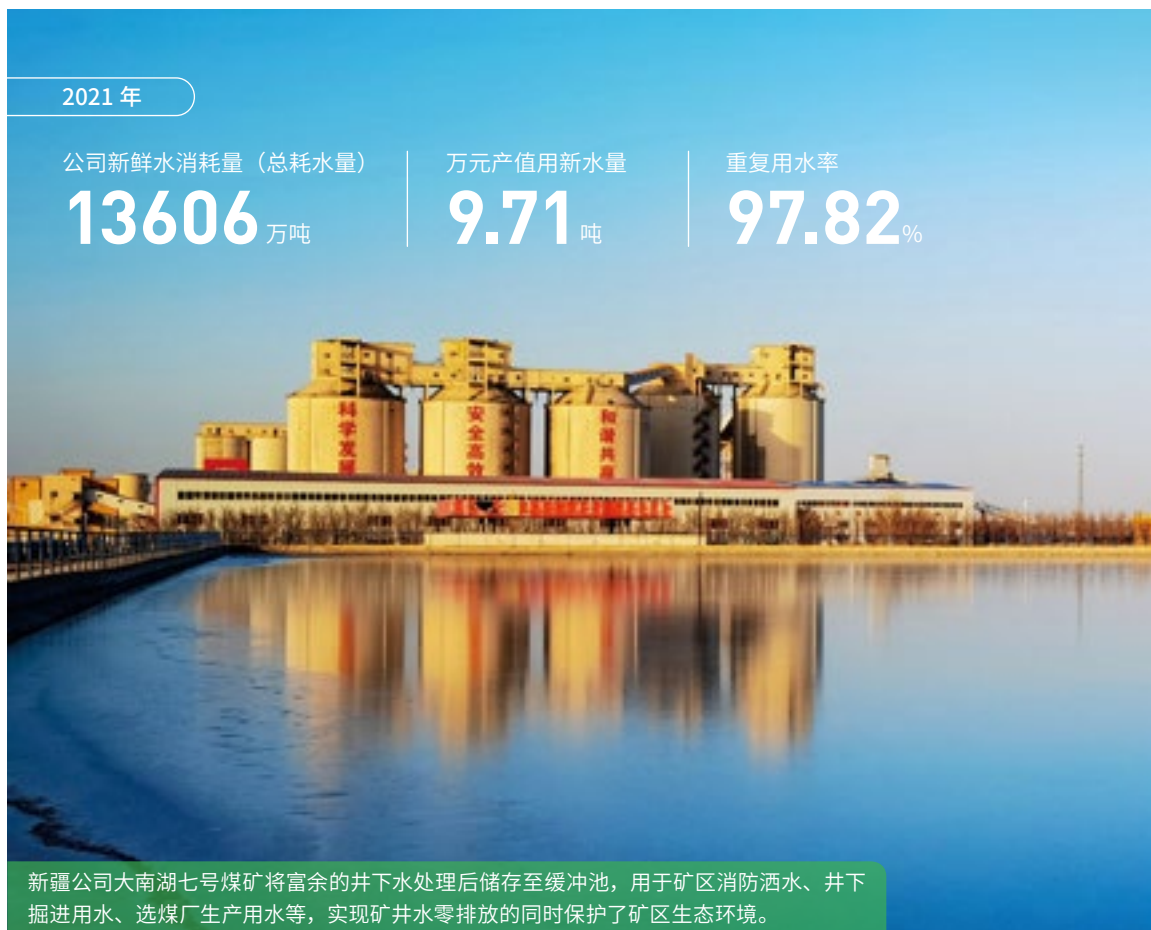 2021 年
公司新鲜水消耗量（总耗水量）
13606 万吨
万元产值用新水量
9.71 吨
重复用水率
97.82%
科学发展
安全高效
和谐共赢
新疆公司大南湖七号煤矿将富余的井下水处理后储存至缓冲池，用于矿区消防洒水、井下
掘进用水、选煤厂生产用水等，实现矿井水零排放的同时保护了矿区生态环境。